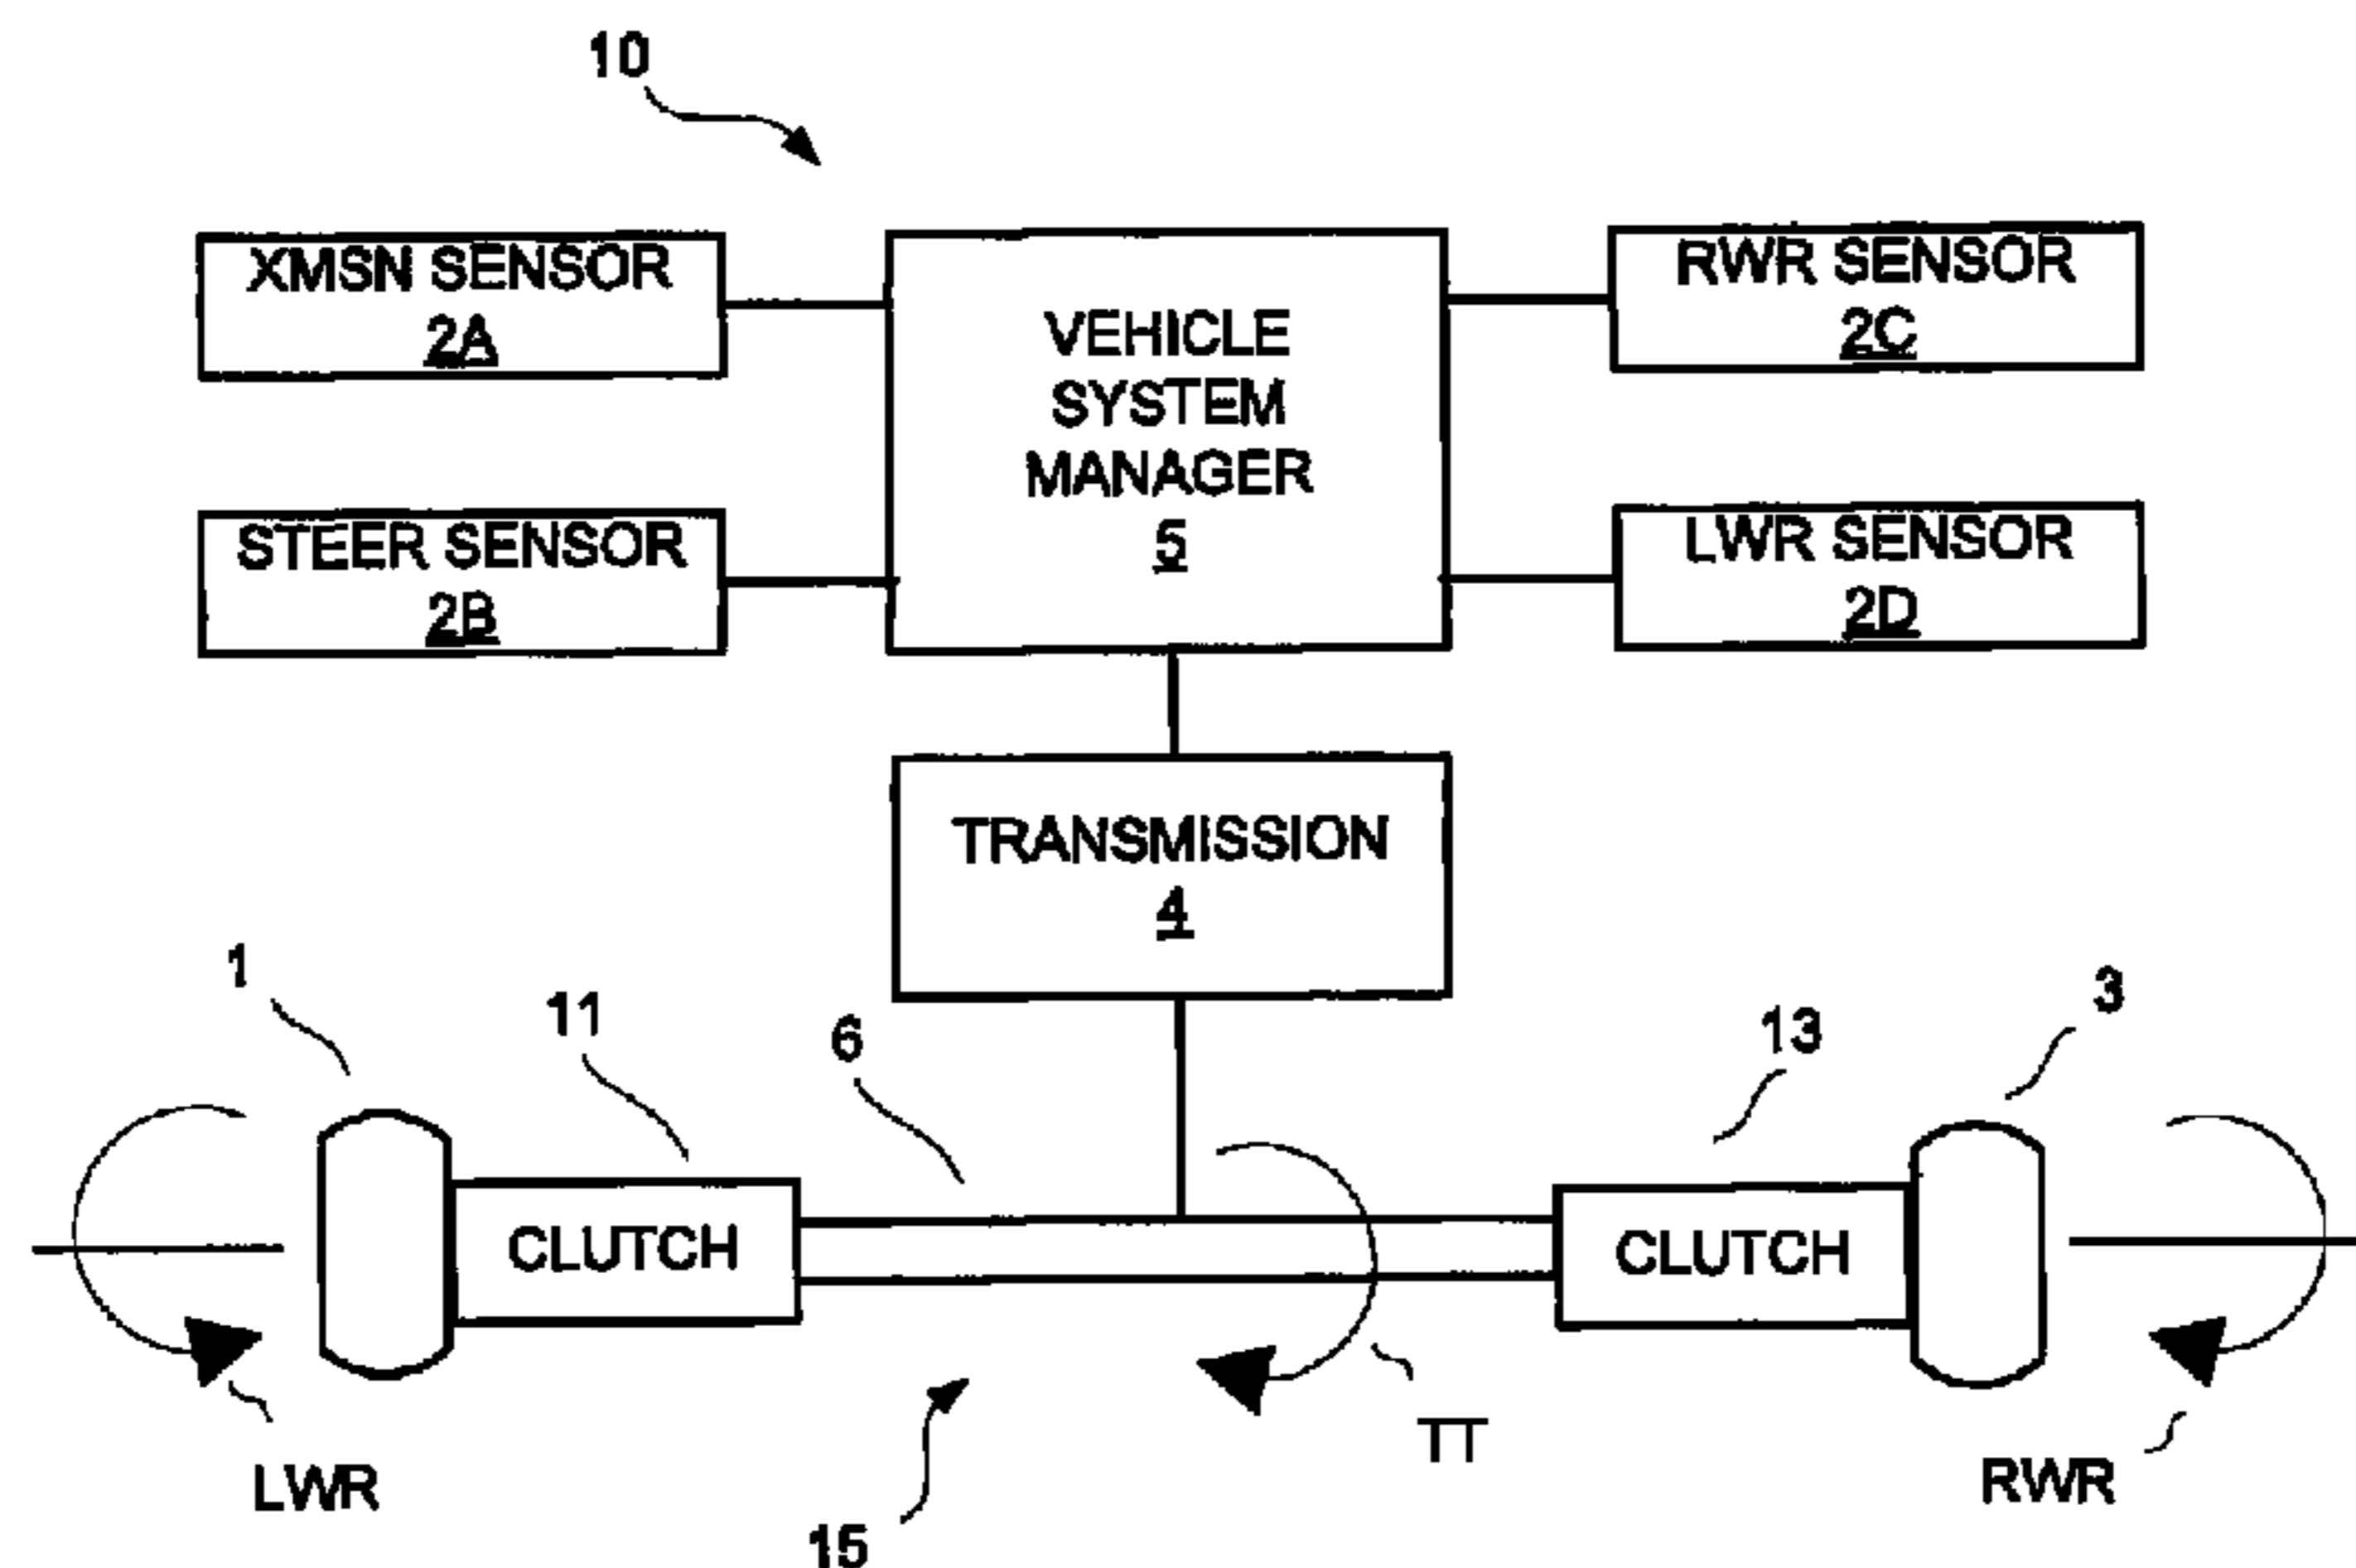 10
XMSN SENSOR
2A
STEER SENSOR
2B
VEHICLE
SYSTEM
MANAGER
5
RWR SENSOR
2C
LWR SENSOR
2D
TRANSMISSION
4
1
11
6
13
3
CLUTCH
CLUTCH
LWR
15
TT
RWR